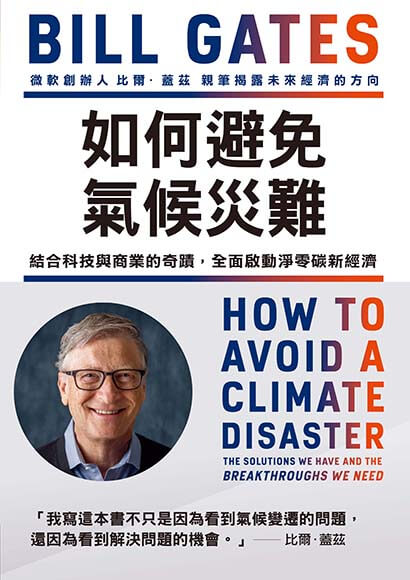 BILL GATES
微軟創辦人 比爾·蓋茲 親筆揭露未來經濟的方向
如何避免
氣候災難
結合科技與商業的奇蹟，全面啟動淨零碳新經濟
HOW TO
AVOID A
CLIMATE
DISASTER
THE SOLUTIONS WE HAVE AND THE
BREAKTHROUGHS WE NEED
「我寫這本書不只是因為看到氣候變遷的問題，
還因為看到解決問題的機會。」——比爾·蓋茲